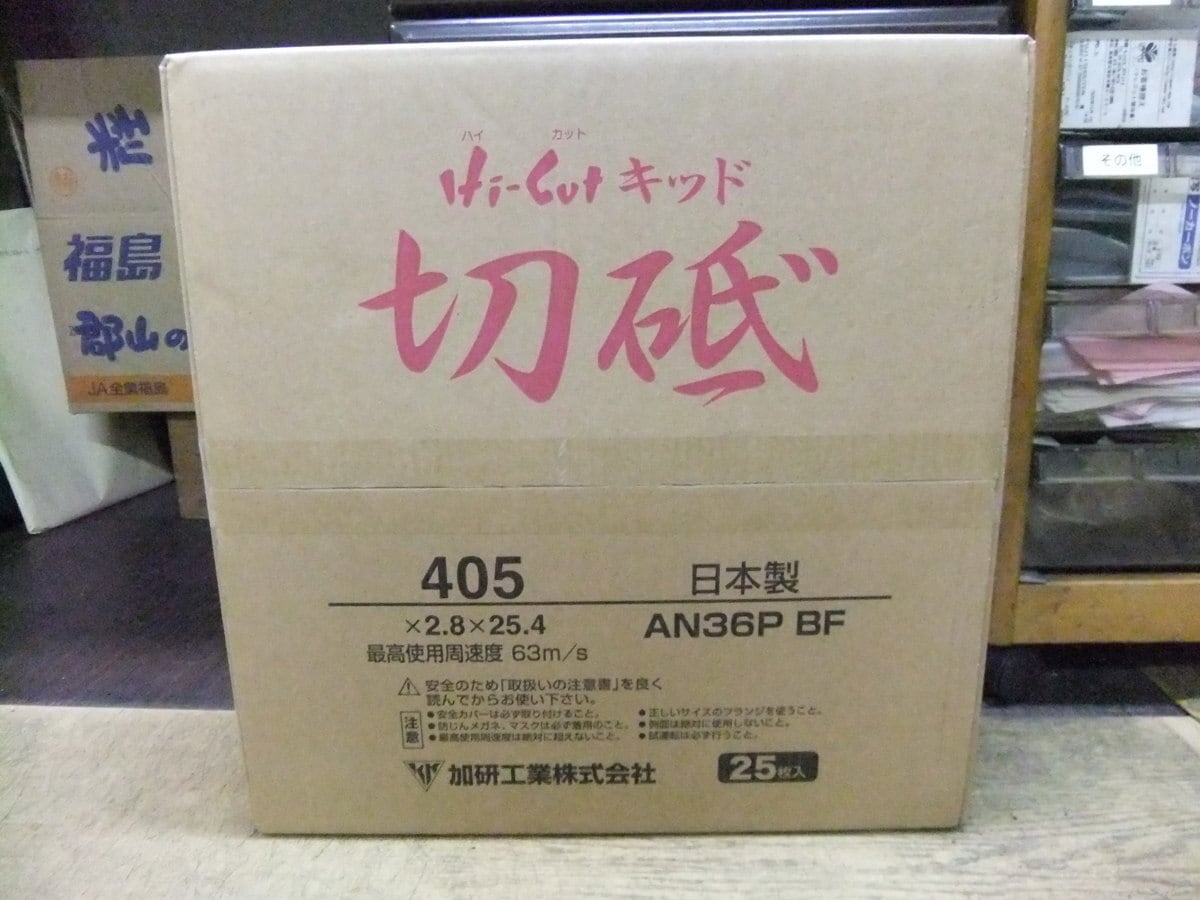 ハイ カット
Hi-Cut キッド
切砥
405 日本製
×2.8×25.4 AN36P BF
最高使用周速度 63m/s
安全のため「取扱いの注意書」を良く
読んでからお使い下さい。
注意
●安全カバーは必ず取り付けること。
●防じんメガネ、マスクは必ず着用のこと。
●最高使用周速度は絶対に超えないこと。
●正しいサイズのフランジを使うこと。
●側面は絶対に使用しないこと。
●試運転は必ず行うこと。
加研工業株式会社 25枚入
梨
福島
郡山の
JA全農福島
お客様控え
その他